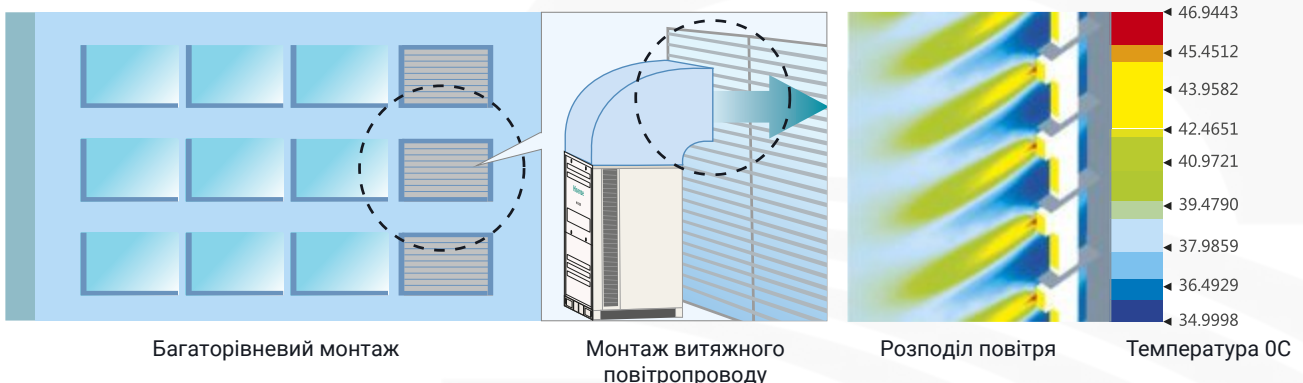 46.9443
45.4512
43.9582
42.4651
40.9721
39.4790
37.9859
36.4929
34.9998
Багаторівневий монтаж
Монтаж витяжного
повітропроводу
Розподіл повітря
Температура 0С